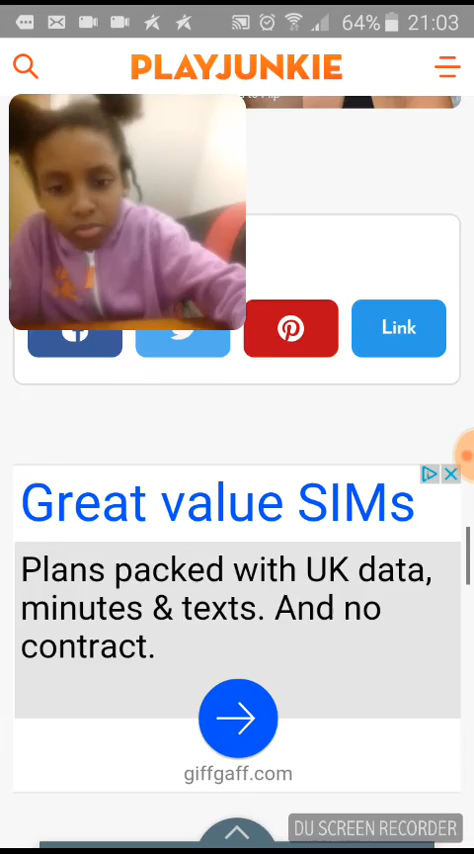 64% 21:03
PLAYJUNKIE
Link
Great value SIMs
Plans packed with UK data,
minutes & texts. And no
contract.
giffgaff.com
DU SCREEN RECORDER